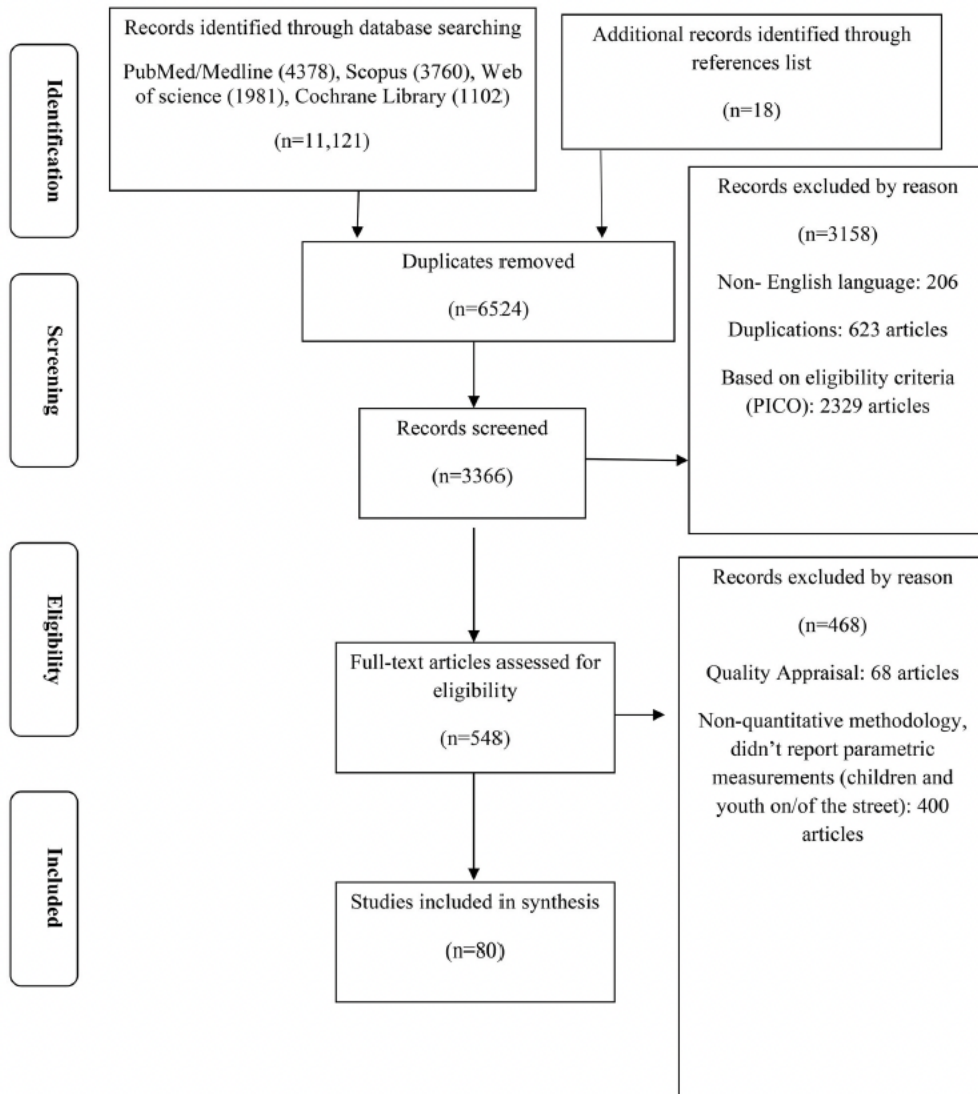 Identification
Records identified through database searching
PubMed/Medline (4378), Scopus (3760), Web
of science (1981), Cochrane Library (1102)
(n=11,121)
Additional records identified through
references list
(n=18)
Records excluded by reason
(n=3158)
Non- English language: 206
Duplications: 623 articles
Based on eligibility criteria
(PICO): 2329 articles
Duplicates removed
(n=6524)
Screening
Records screened
(n=3366)
Eligibility
Full-text articles assessed for
eligibility
(n=548)
Records excluded by reason
(n=468)
Quality Appraisal: 68 articles
Non-quantitative methodology,
didn’t report parametric
measurements (children and
youth on/of the street): 400
articles
Included
Studies included in synthesis
(n=80)